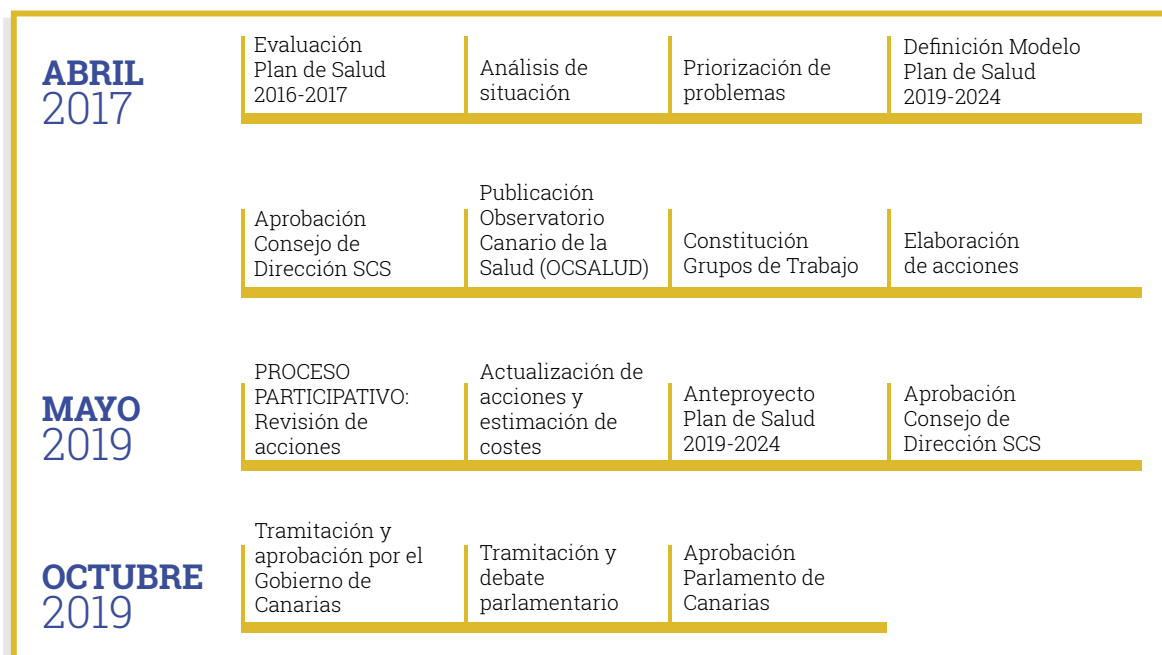 ABRIL
2017
Evaluación
Plan de Salud
2016-2017
Análisis de
situación
Priorización de
problemas
Definición Modelo
Plan de Salud
2019-2024
Aprobación
Consejo de
Dirección SCS
Publicación
Observatorio
Canario de la
Salud (OCSALUD)
Constitución
Grupos de Trabajo
Elaboración
de acciones
MAYO
2019
PROCESO
PARTICIPATIVO:
Revisión de
acciones
Actualización de
acciones y
estimación de
costes
Anteproyecto
Plan de Salud
2019-2024
Aprobación
Consejo de
Dirección SCS
OCTUBRE
2019
Tramitación y
aprobación por el
Gobierno de
Canarias
Tramitación y
debate
parlamentario
Aprobación
Parlamento de
Canarias